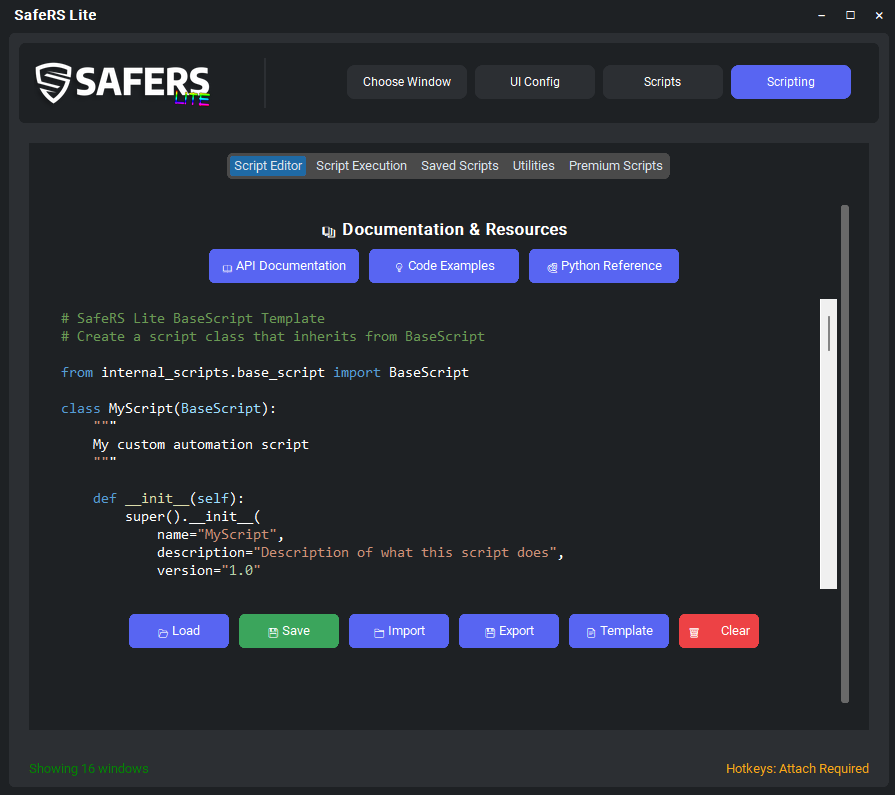 SafeRS Lite
SAFERS
LITE
Choose Window
UI Config
Scripts
Scripting
Script Editor
Script Execution
Saved Scripts
Utilities
Premium Scripts
Documentation & Resources
API Documentation
Code Examples
Python Reference
# SafeRS Lite BaseScript Template
# Create a script class that inherits from BaseScript
from internal_scripts.base_script import BaseScript
class MyScript(BaseScript):
"""
My custom automation script
"""
def __init__(self):
super().__init__(
name="MyScript",
description="Description of what this script does",
version="1.0"
Load
Save
Import
Export
Template
Clear
Showing 16 windows
Hotkeys: Attach Required